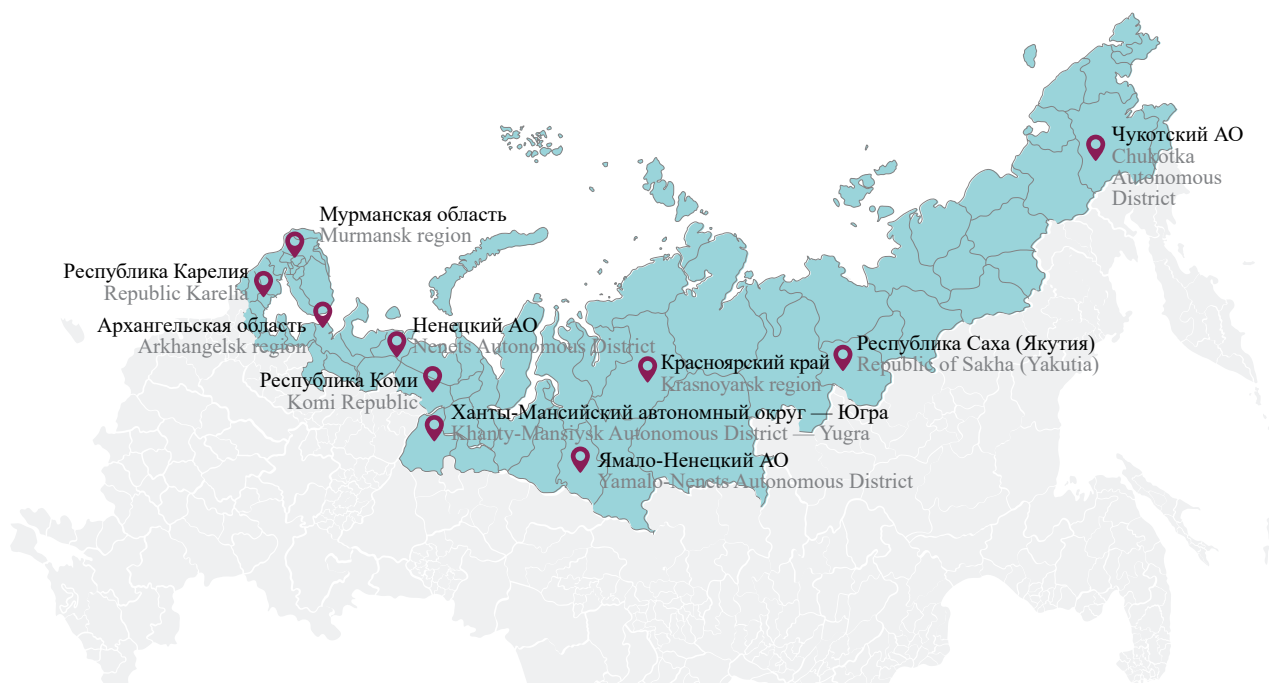 Чукотский АО
Chukotka
Autonomous
District
Мурманская область
Murmansk region
Республика Карелия
Republic Karelia
Архангельская область
Arkhangelsk region
Ненецкий АО
Nenets Autonomous District
Республика Саха (Якутия)
Republic of Sakha (Yakutia)
Красноярский край
Krasnoyarsk region
Республика Коми
Komi Republic
Ханты-Мансийский автономный округ — Югра
Khanty-Mansiysk Autonomous District — Yugra
Ямало-Ненецкий АО
Yamalo-Nenets Autonomous District